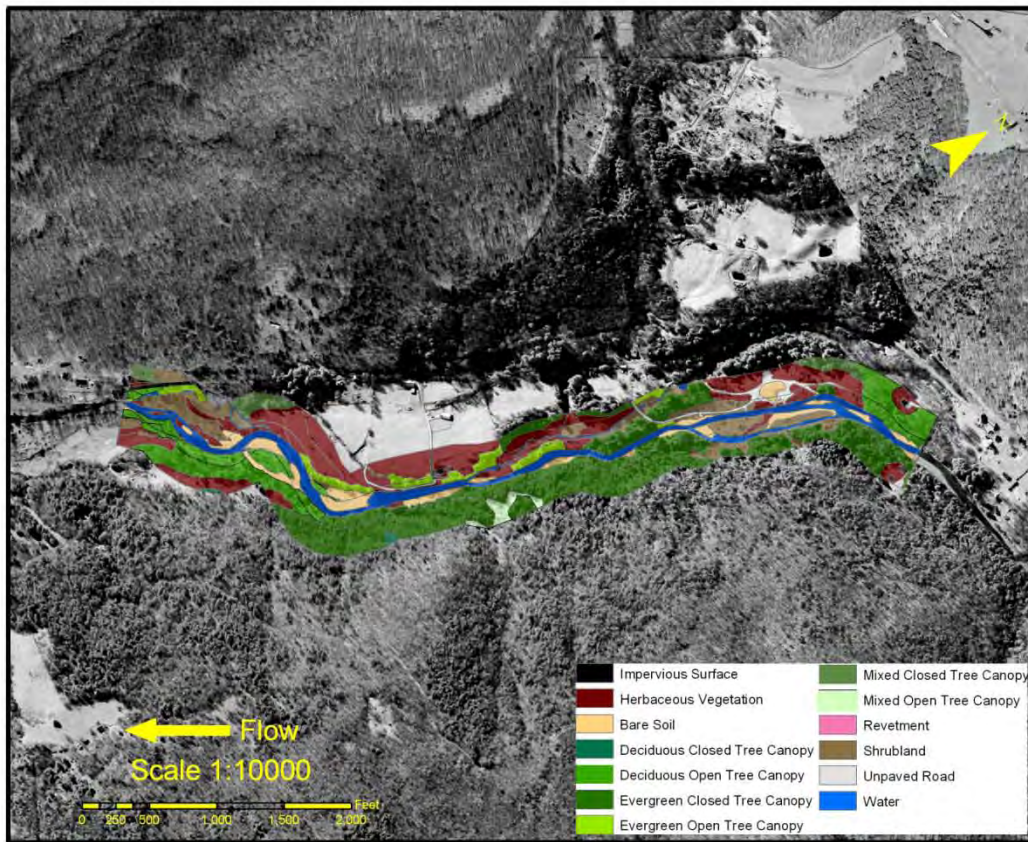 Z
Flow
Scale 1:10000
Feet
0 250 500 1,000 1,500 2,000
Impervious Surface
Herbaceous Vegetation
Bare Soil
Deciduous Closed Tree Canopy
Deciduous Open Tree Canopy
Evergreen Closed Tree Canopy
Evergreen Open Tree Canopy
Mixed Closed Tree Canopy
Mixed Open Tree Canopy
Revetment
Shrubland
Unpaved Road
Water